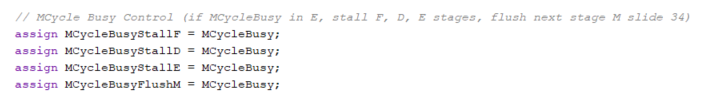 // MCycle Busy Control (if MCycleBusy in E, stall F, D, E stages, flush next stage M slide 34)
assign MCycleBusyStallF = MCycleBusy;
assign MCycleBusyStallD = MCycleBusy;
assign MCycleBusyStallE = MCycleBusy;
assign MCycleBusyFlushM = MCycleBusy;